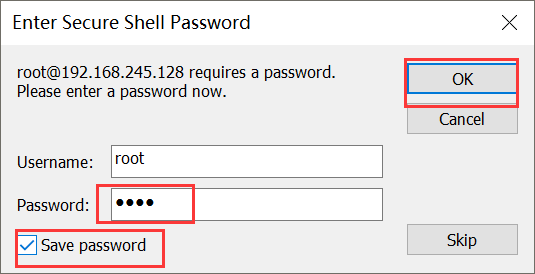 Enter Secure Shell Password
root@192.168.245.128 requires a password.
Please enter a password now.
OK
Cancel
Username: root
Password: ●●●●
Save password
Skip